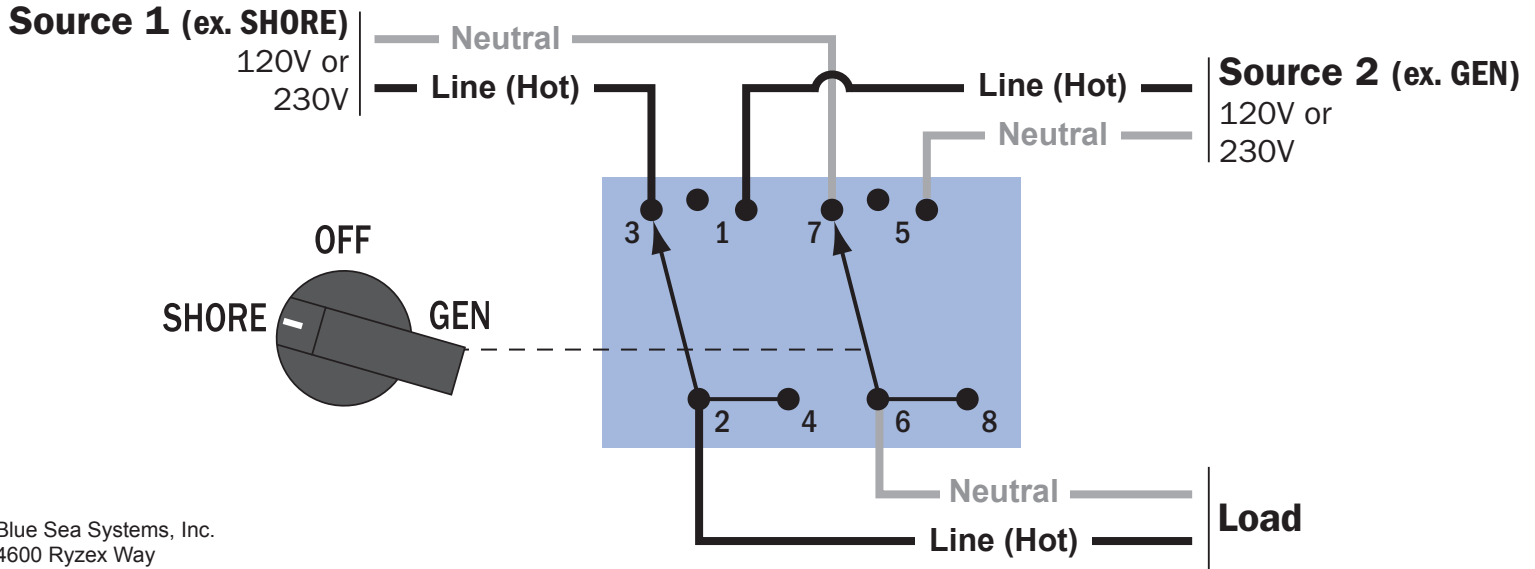 Source 1 (ex. SHORE)
120V or
230V
Neutral
Line (Hot)
Line (Hot)
Neutral
Source 2 (ex. GEN)
120V or
230V
3 1 7 5
OFF
SHORE
GEN
2 4 6 8
Neutral
Line (Hot)
Load
Blue Sea Systems, Inc.
4600 Ryzex Way